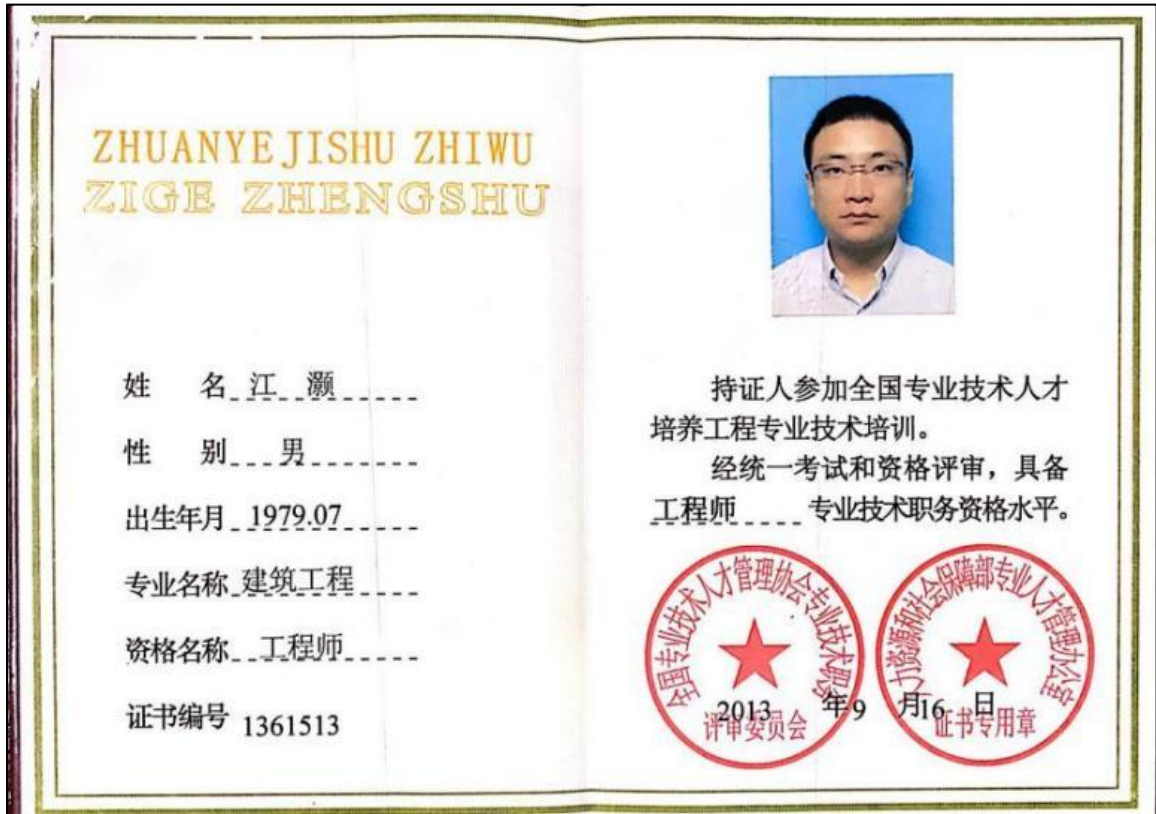 ZHUANYE JISHU ZHIWU
ZIGE ZHENGSHU
姓 名 江 灏
性 别 男
出生年月 1979.07
专业名称 建筑工程
资格名称 工程师
证书编号 1361513
持证人参加全国专业技术人才
培养工程专业技术培训。
经统一考试和资格评审，具备
工程师 专业技术职务资格水平。
全国专业技术人才管理协会专业技术职务
评审委员会
人力资源和社会保障部专业人才管理办公室
证书专用章
2013 年9 月16 日